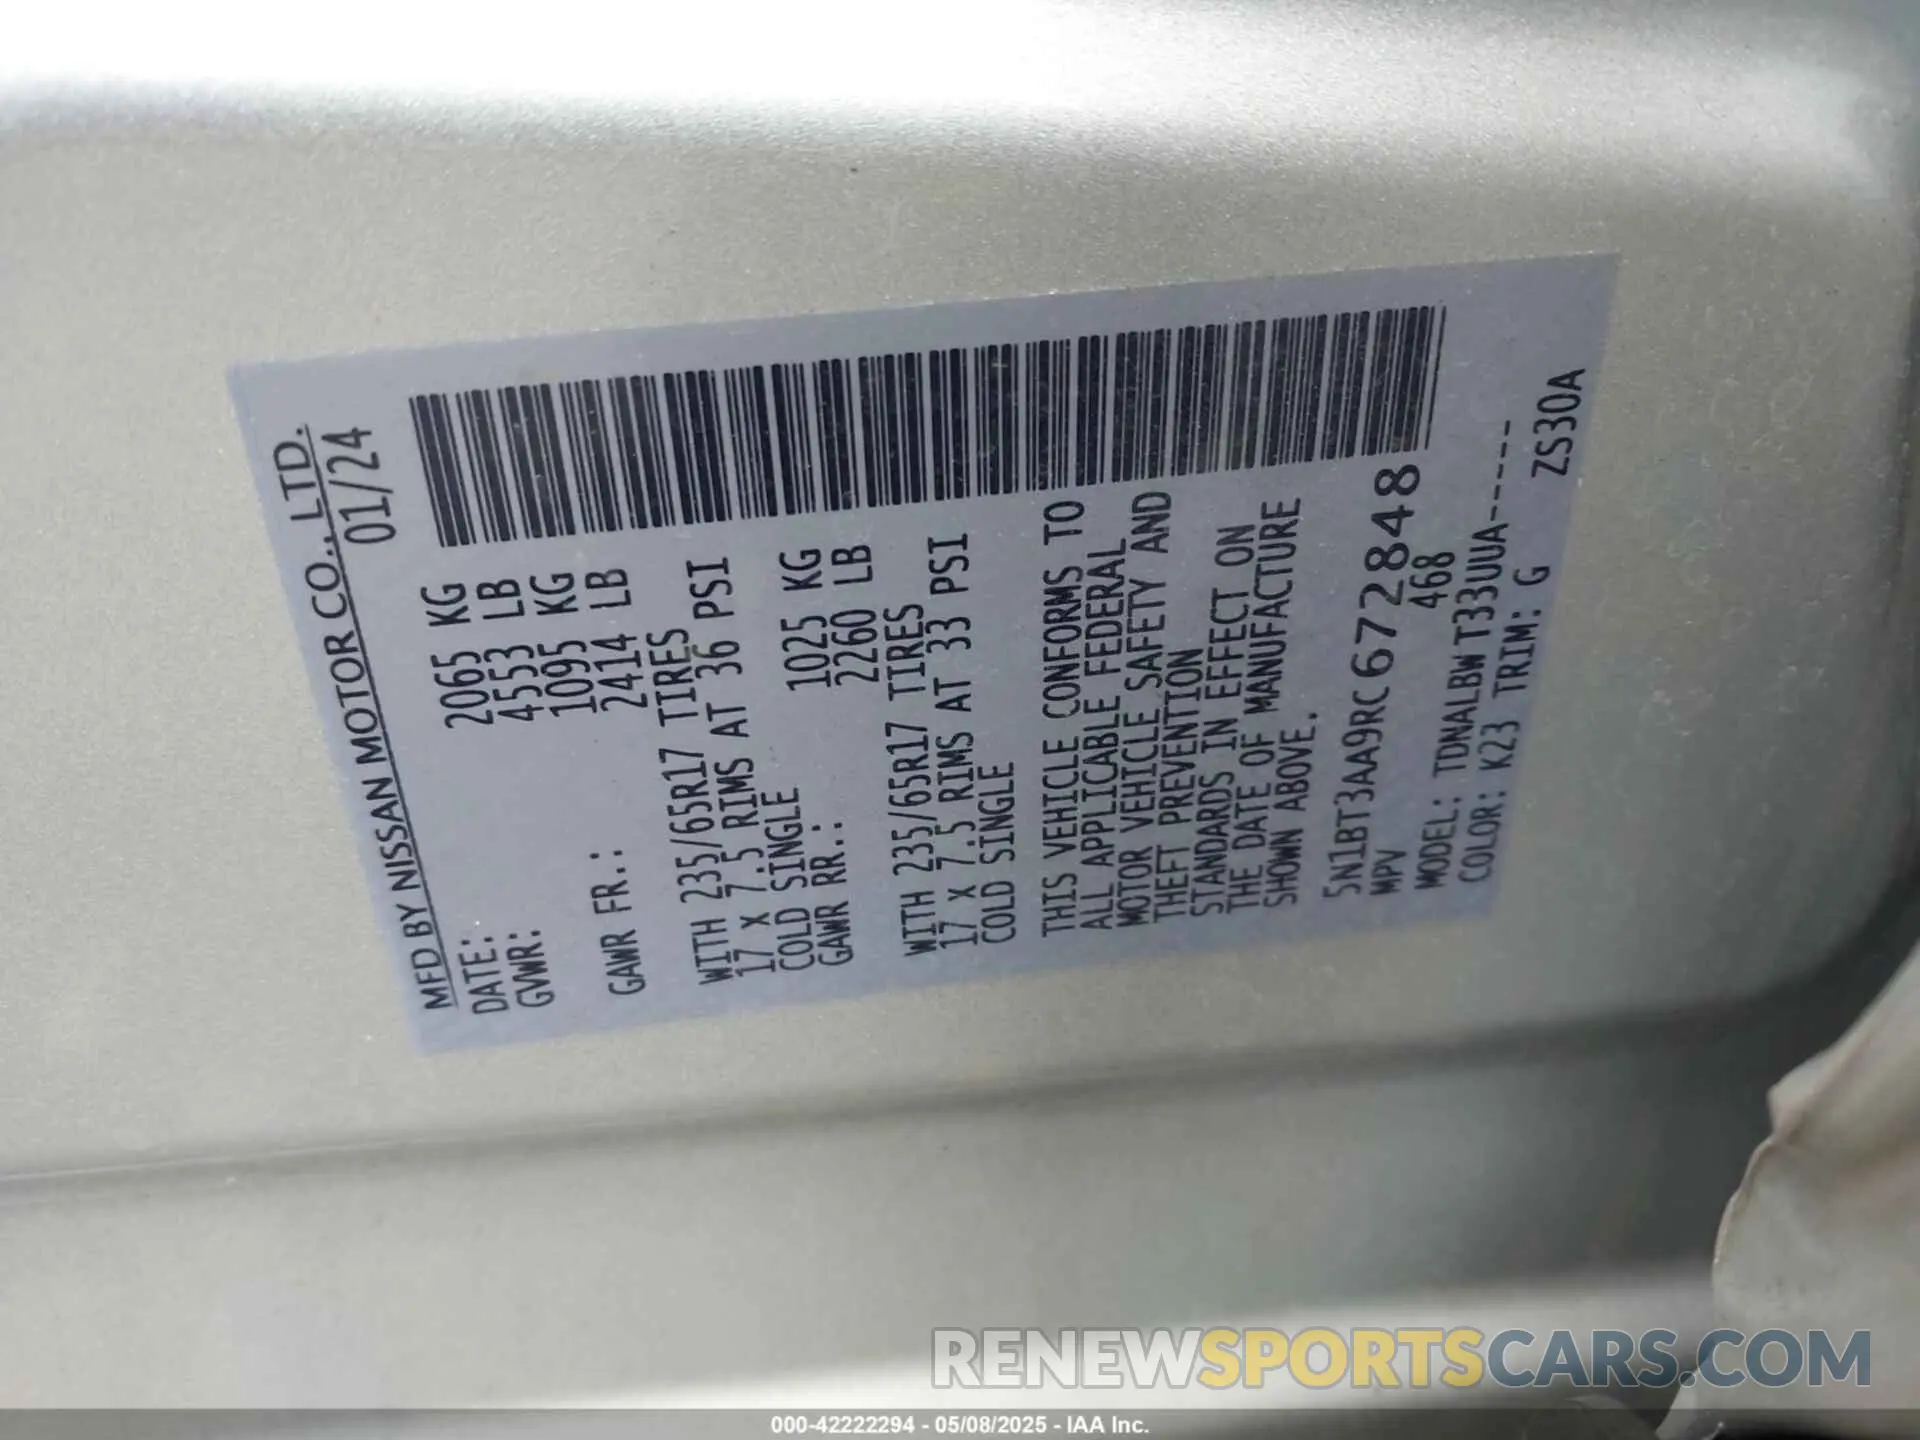 MFD BY NISSAN MOTOR CO., LTD.
DATE: 01/24
GVWR: 2065 KG
4553 LB
GAWR FR.: 1095 KG
2414 LB
WITH 235/65R17 TIRES
17 X 7.5 RIMS AT 36 PSI
COLD SINGLE
GAWR RR.: 1025 KG
2260 LB
WITH 235/65R17 TIRES
17 X 7.5 RIMS AT 33 PSI
COLD SINGLE
THIS VEHICLE CONFORMS TO
ALL APPLICABLE FEDERAL
MOTOR VEHICLE SAFETY AND
THEFT PREVENTION
STANDARDS IN EFFECT ON
THE DATE OF MANUFACTURE
SHOWN ABOVE.
5N1BT3AA9RC672848
MPV 468
MODEL: TDNALBW T33UUA-----
COLOR: K23 TRIM: G ZS30A
RENEWSPORTSCARS.COM
000-42222294 - 05/08/2025 - IAA Inc.